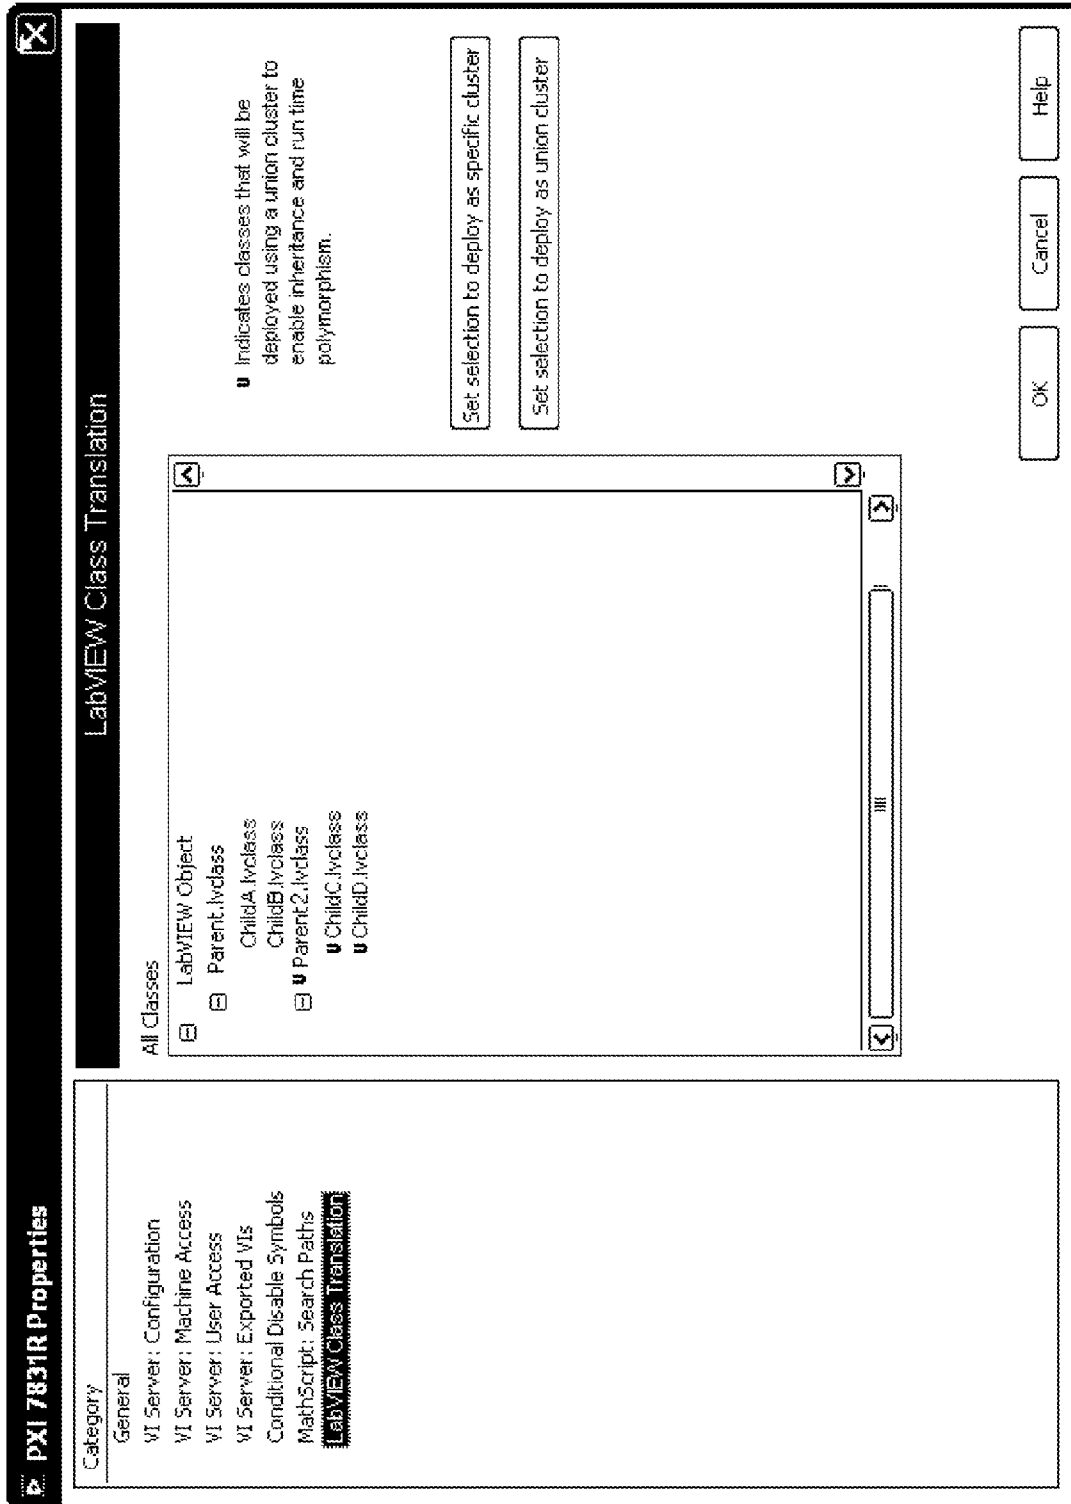 PXI 7831R Properties
Category
General
VI Server: Configuration
VI Server: Machine Access
VI Server: User Access
VI Server: Exported VIs
Conditional Disable Symbols
MathScript: Search Paths
LabVIEW Class Translation
LabVIEW Class Translation
All Classes
LabVIEW Object
Parent.lvclass
ChildA.lvclass
ChildB.lvclass
U Parent2.lvclass
U ChildC.lvclass
U ChildD.lvclass
U Indicates classes that will be
deployed using a union cluster to
enable inheritance and run time
polymorphism.
Set selection to deploy as specific cluster
Set selection to deploy as union cluster
OK
Cancel
Help